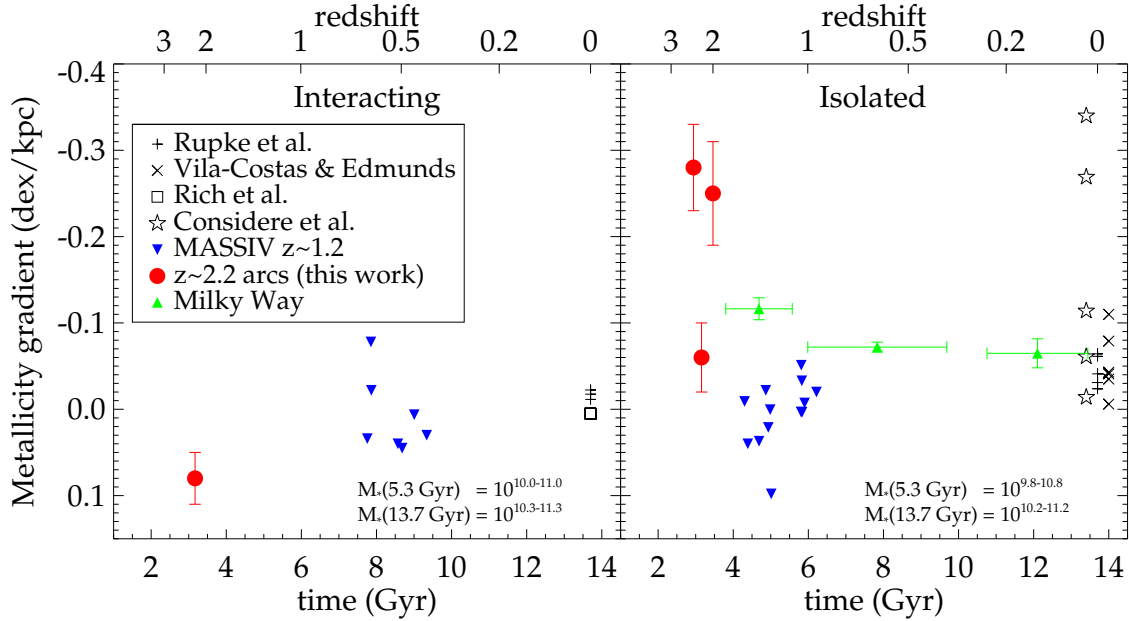 redshift
redshift
3 2 1 0.5 0.2 0
3 2 1 0.5 0.2 0
-0.4
-0.3
-0.2
-0.1
0.0
0.1
Metallicity gradient (dex/kpc)
Interacting
Rupke et al.
Vila-Costas & Edmunds
Rich et al.
Considere et al.
MASSIV z~1.2
z~2.2 arcs (this work)
Milky Way
M*(5.3 Gyr) = 10^10.0-11.0
M*(13.7 Gyr) = 10^10.3-11.3
Isolated
M*(5.3 Gyr) = 10^9.8-10.8
M*(13.7 Gyr) = 10^10.2-11.2
2 4 6 8 10 12 14
2 4 6 8 10 12 14
time (Gyr)
time (Gyr)